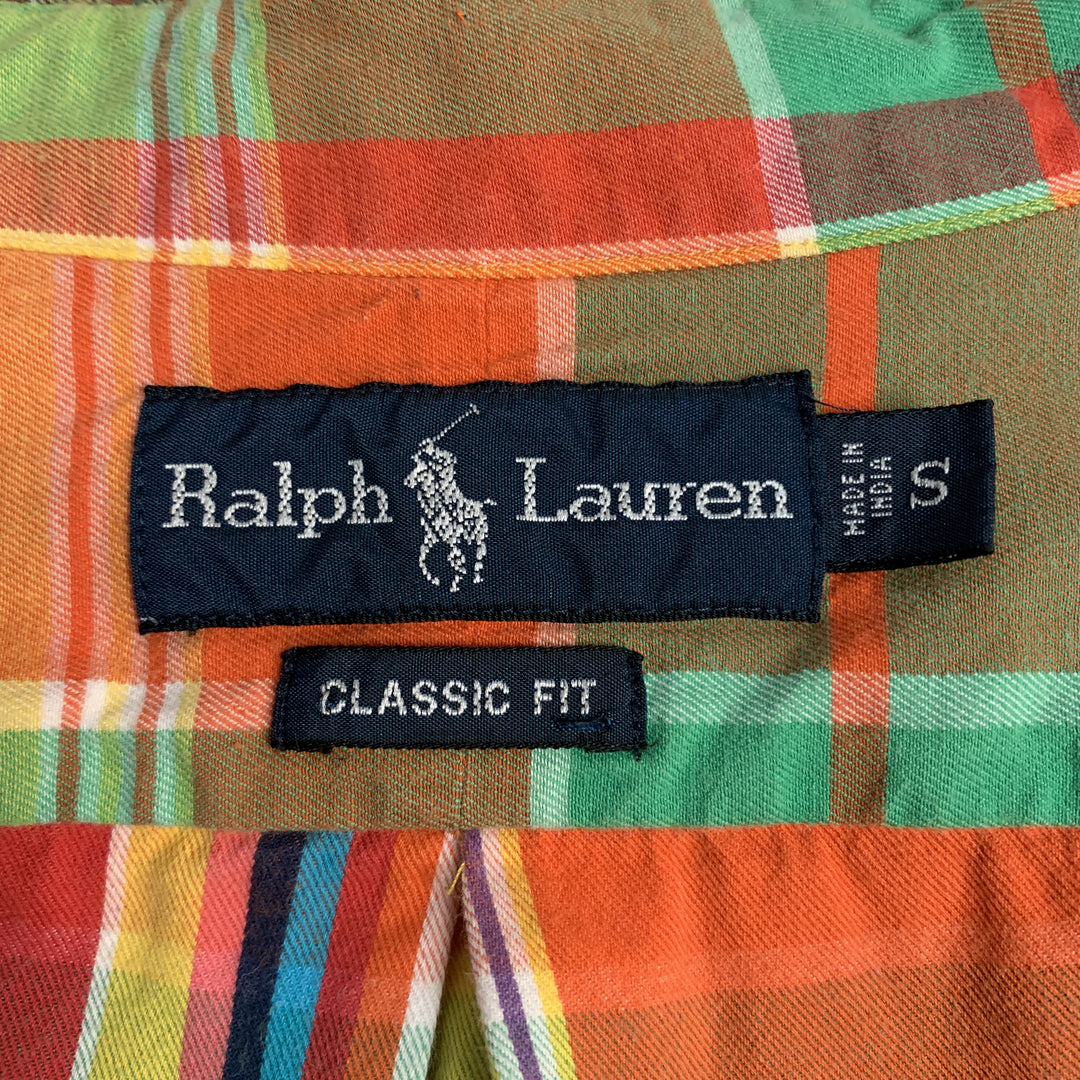 Ralph Lauren
MADE IN
INDIA
S
CLASSIC FIT